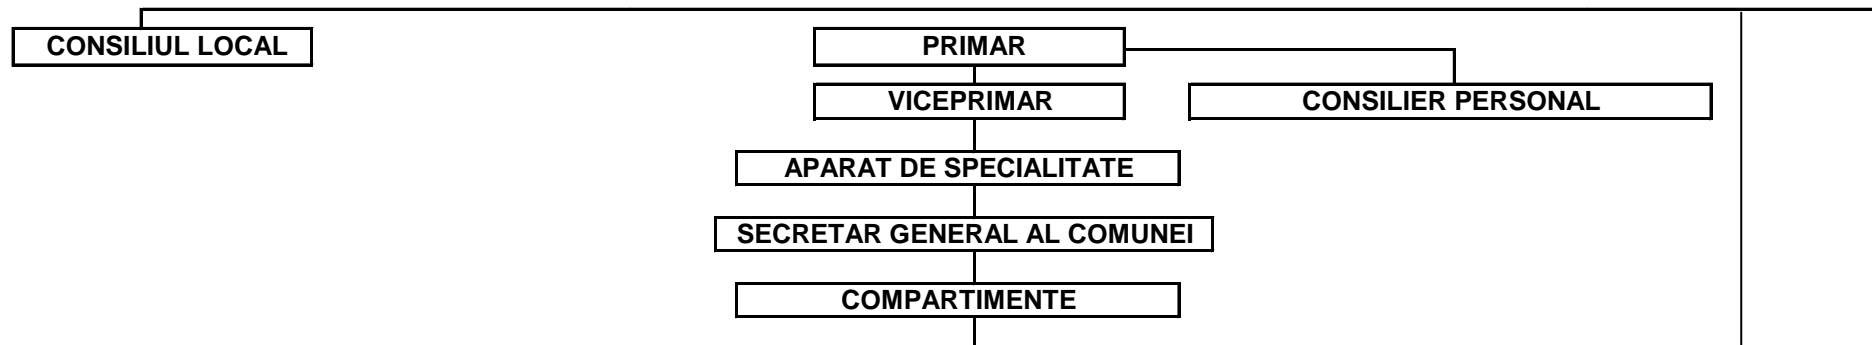 CONSILIUL LOCAL
PRIMAR
VICEPRIMAR
CONSILIER PERSONAL
APARAT DE SPECIALITATE
SECRETAR GENERAL AL COMUNEI
COMPARTIMENTE